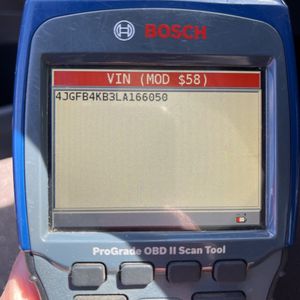 BOSCH
VIN (MOD $58)
4JGFB4KB3LA166050
ProGrade OBD II Scan Tool